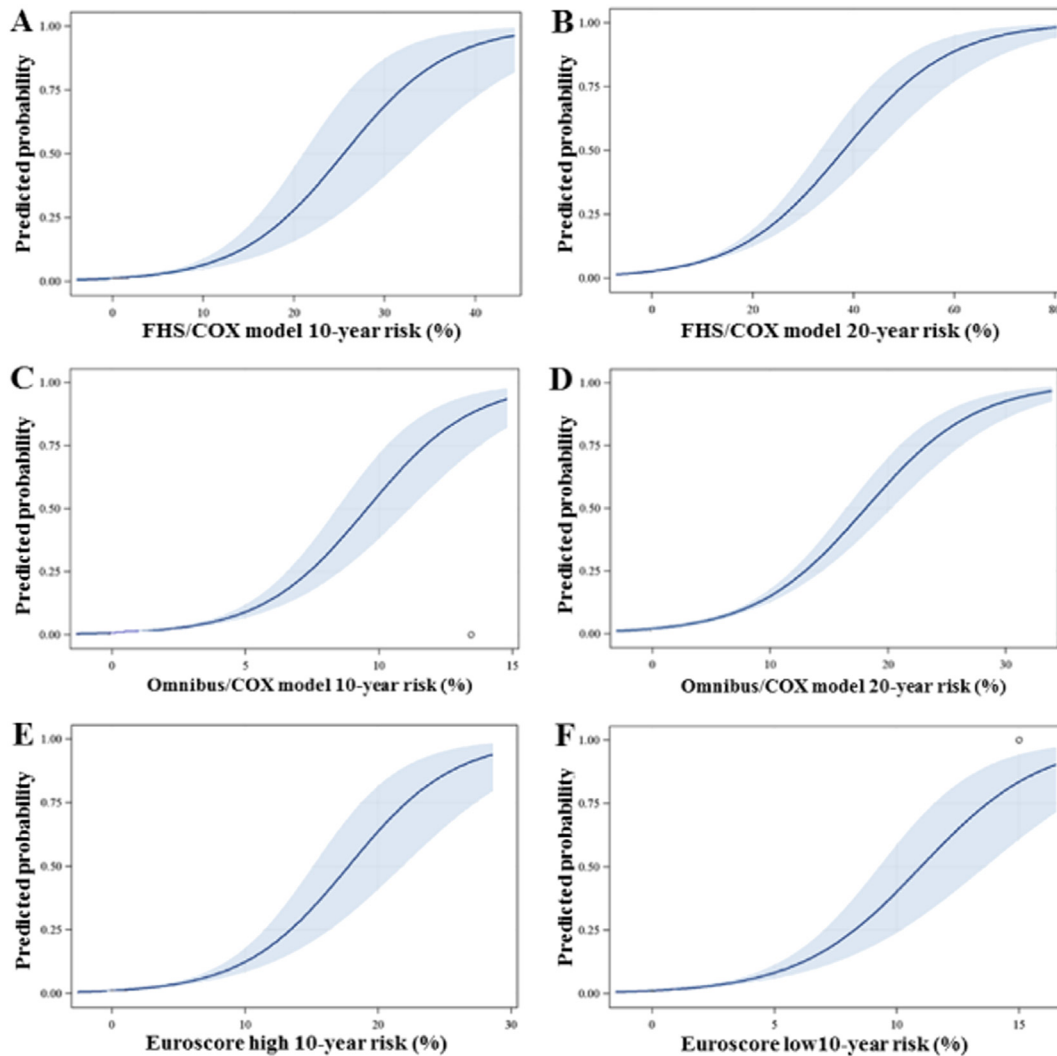 A
Predicted probability
1.00
0.75
0.50
0.25
0.00
0 10 20 30 40
FHS/COX model 10-year risk (%)
B
Predicted probability
1.00
0.75
0.50
0.25
0.00
0 20 40 60 80
FHS/COX model 20-year risk (%)
C
Predicted probability
1.00
0.75
0.50
0.25
0.00
0 5 10 15
Omnibus/COX model 10-year risk (%)
D
Predicted probability
1.00
0.75
0.50
0.25
0.00
0 10 20 30
Omnibus/COX model 20-year risk (%)
E
Predicted probability
1.00
0.75
0.50
0.25
0.00
0 10 20 30
Euroscore high 10-year risk (%)
F
Predicted probability
1.00
0.75
0.50
0.25
0.00
0 5 10 15
Euroscore low10-year risk (%)